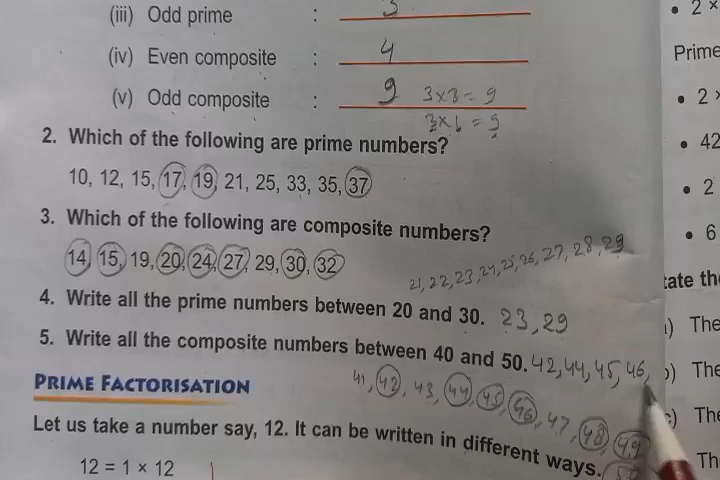 (iii) Odd prime : 3
• 2 ×
(iv) Even composite : 4
Prime
(v) Odd composite : 9 3×3= 9
• 2 ×
2. Which of the following are prime numbers?
• 42
10, 12, 15, 17, 19, 21, 25, 33, 35, 37
• 2
3. Which of the following are composite numbers?
• 6
14, 15, 19, 20, 24, 27, 29, 30, 32
21, 22, 23, 24, 25, 26, 27, 28, 29
4. Write all the prime numbers between 20 and 30. 23, 29
The
5. Write all the composite numbers between 40 and 50. 42, 44, 45, 46,
The
41, 42, 43, 44, 45, 46, 47, 48, 49
PRIME FACTORISATION
The
Let us take a number say, 12. It can be written in different ways.
Th
12 = 1 × 12